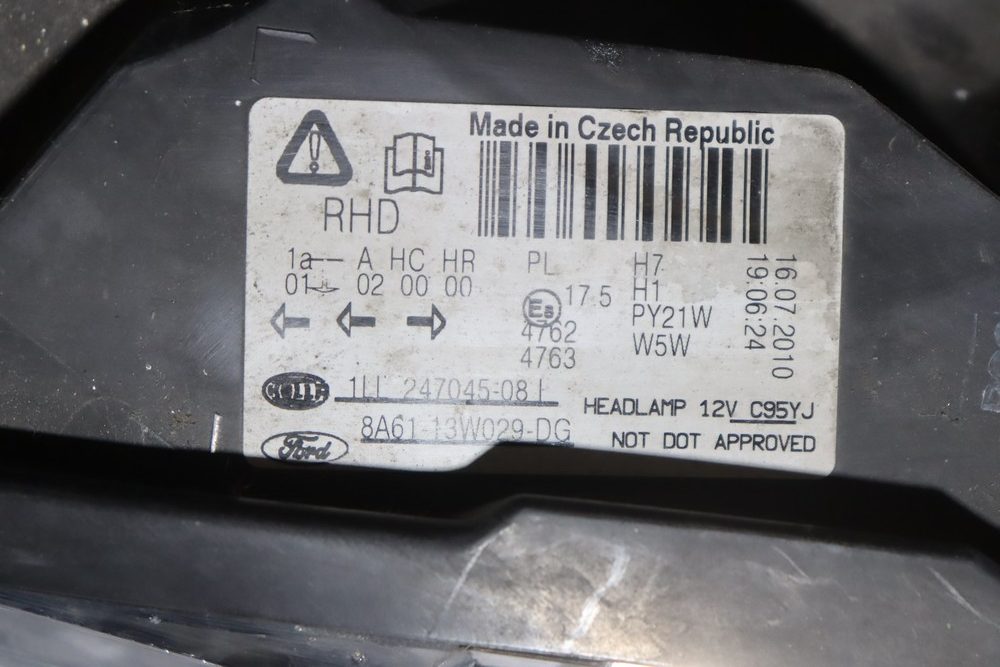 Made in Czech Republic
RHD
1a A HC HR
01 02 00 00
PL
E8 17.5
4762
4763
H7
H1
PY21W
W5W
16.07.2010
19:06:24
247045-08
8A61-13W029-DG
Ford
HEADLAMP 12V C95YJ
NOT DOT APPROVED